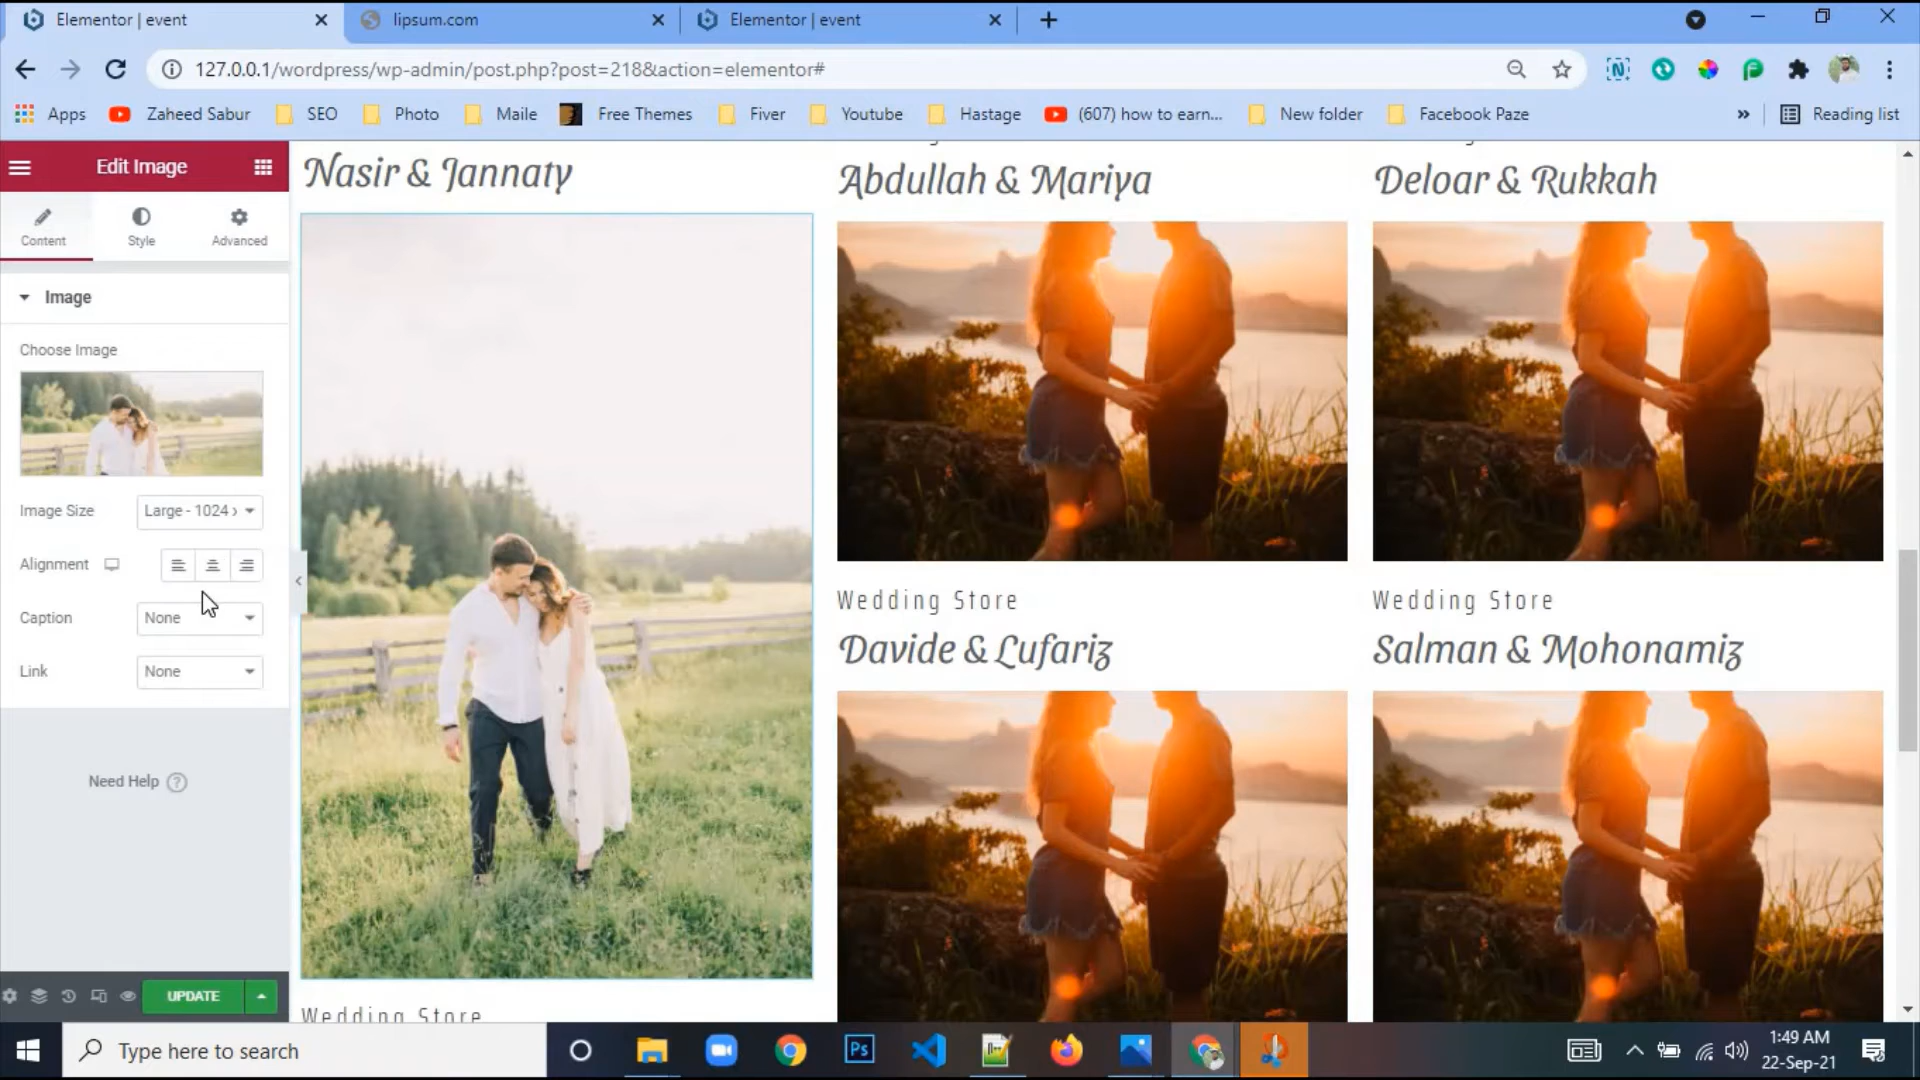 Elementor | event
lipsum.com
Elementor | event
127.0.0.1/wordpress/wp-admin/post.php?post=218&action=elementor#
Apps
Zaheed Sabur
SEO
Photo
Maile
Free Themes
Fiver
Youtube
Hastage
(607) how to earn...
New folder
Facebook Paze
»
Reading list
Edit Image
Content
Style
Advanced
Image
Choose Image
Image Size
Large - 1024 x
Alignment
Caption
None
Link
None
Need Help ?
UPDATE
Nasir & Jannaty
Abdullah & Mariya
Deloar & Rukkah
Wedding Store
Davide & Lufariz
Wedding Store
Salman & Mohonamiz
Wedding Store
Type here to search
Ps
1:49 AM
22-Sep-21